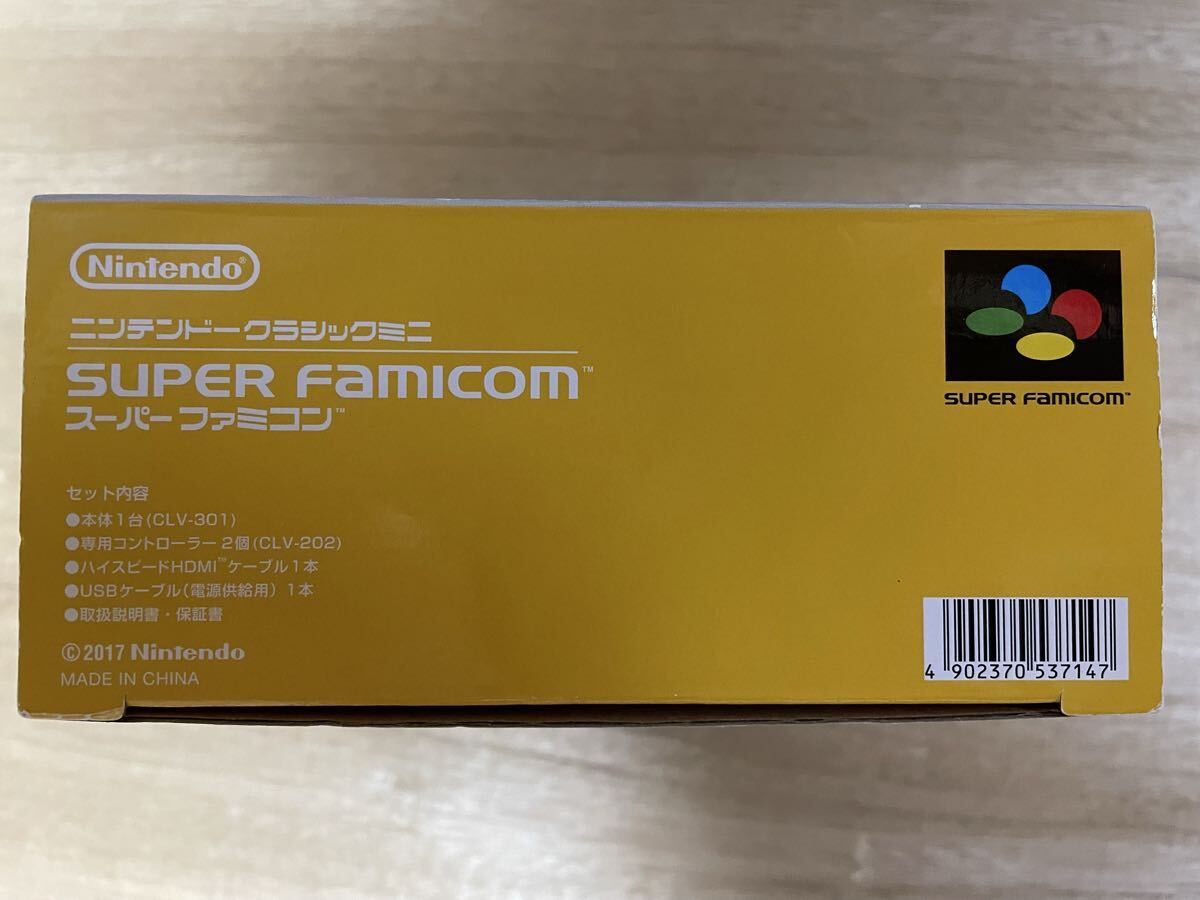 Nintendo®
ニンテンドークラシックミニ
SUPER FAMICOM™
スーパーファミコン™
SUPER FAMICOM™
セット内容
●本体1台(CLV-301)
●専用コントローラー2個(CLV-202)
●ハイスピードHDMI™ケーブル1本
●USBケーブル(電源供給用) 1本
●取扱説明書・保証書
©2017 Nintendo
MADE IN CHINA
4 902370 537147